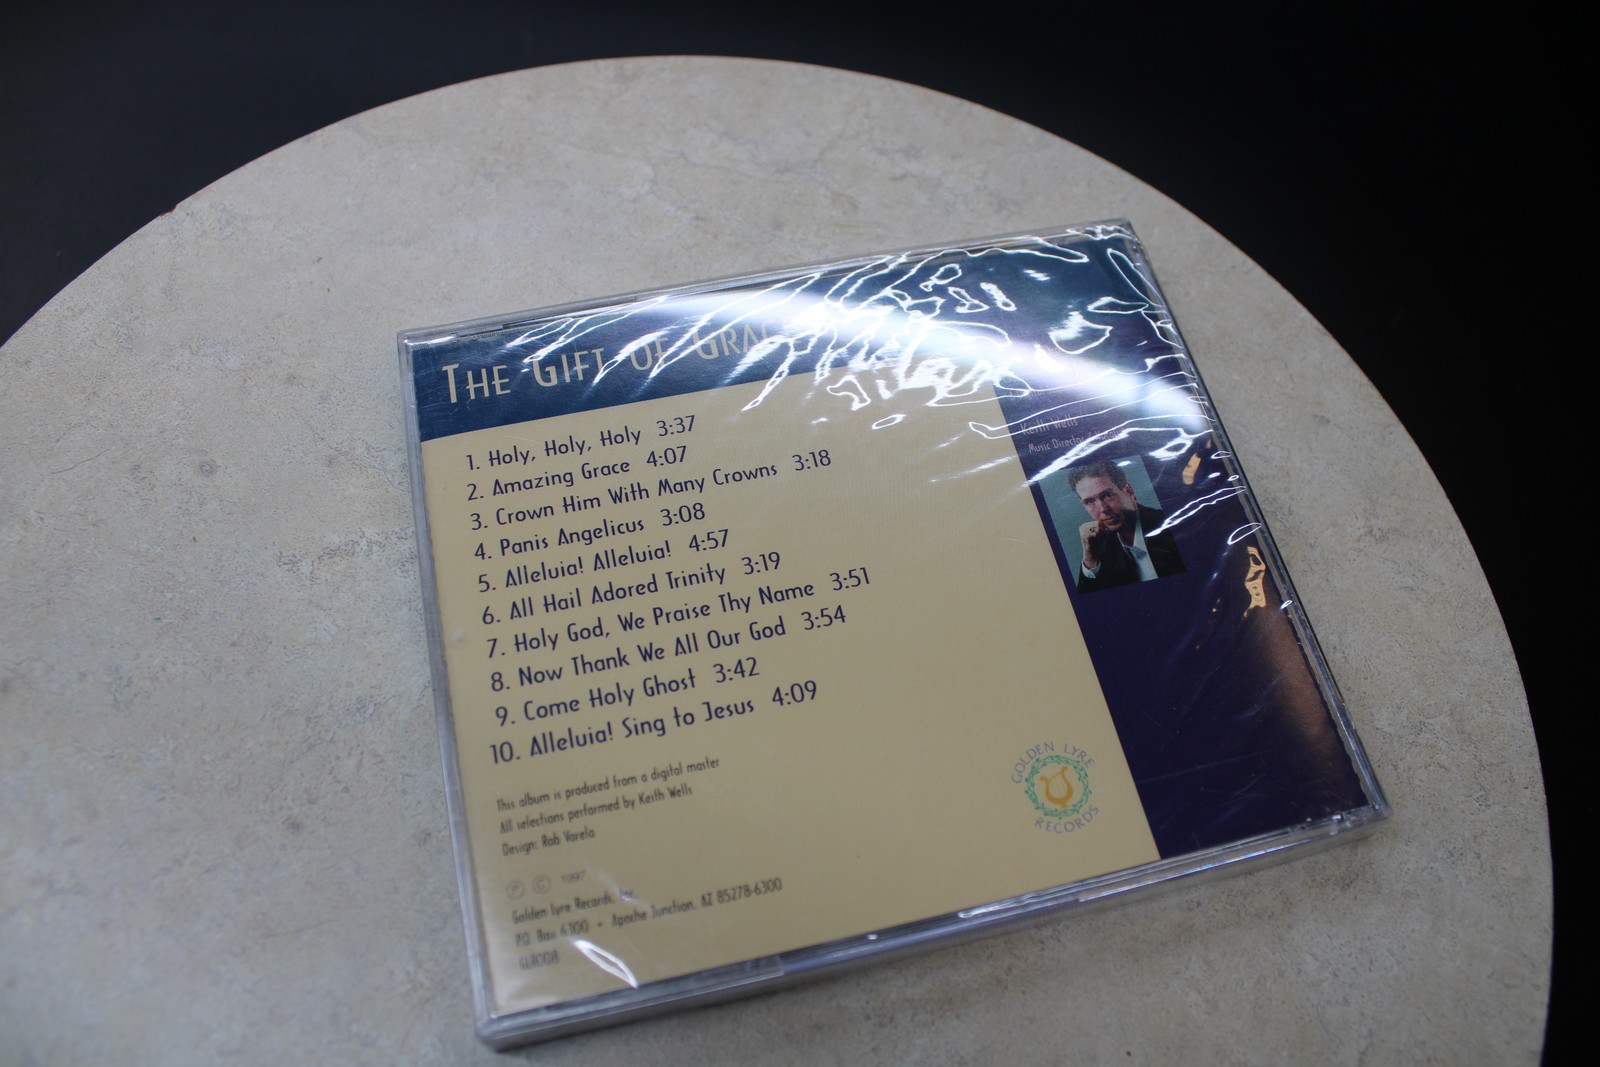 THE GIFT OF GRAC
1. Holy, Holy, Holy 3:37
2. Amazing Grace 4:07
3. Crown Him With Many Crowns 3:18
4. Panis Angelicus 3:08
5. Alleluia! Alleluia! 4:57
6. All Hail Adored Trinity 3:19
7. Holy God, We Praise Thy Name 3:51
8. Now Thank We All Our God 3:54
9. Come Holy Ghost 3:42
10. Alleluia! Sing to Jesus 4:09
This album is produced from a digital master
All selections performed by Keith Wells
Design: Rob Varela
℗ © 1997
Golden Lyre Records, Inc.
P.O. Box 6300 • Apache Junction, AZ 85278-6300
Keith Wells
Music Director
GOLDEN LYRE
RECORDS